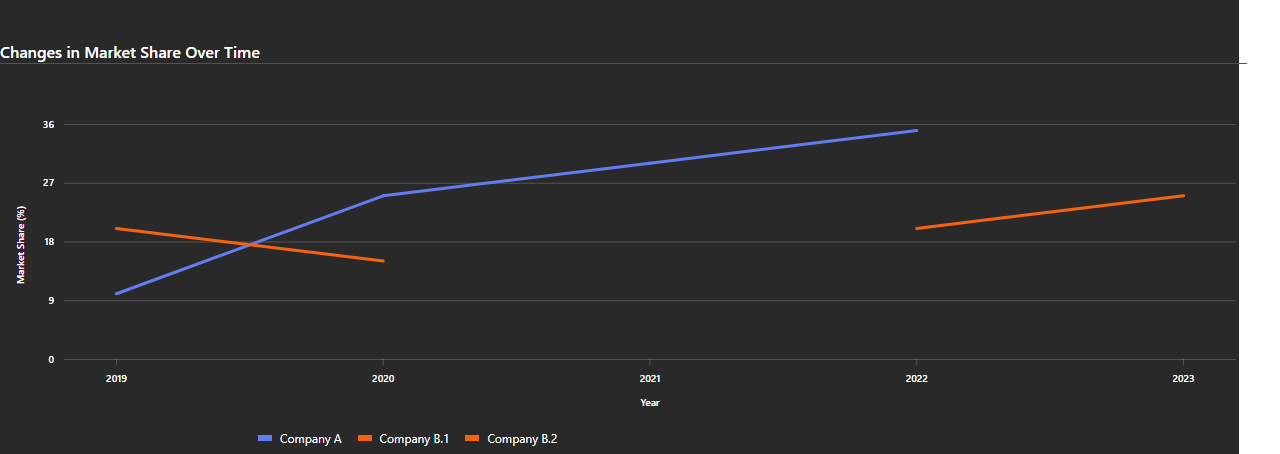 Changes in Market Share Over Time
36
27
18
9
0
Market Share (%)
2019 2020 2021 2022 2023
Year
Company A Company B.1 Company B.2